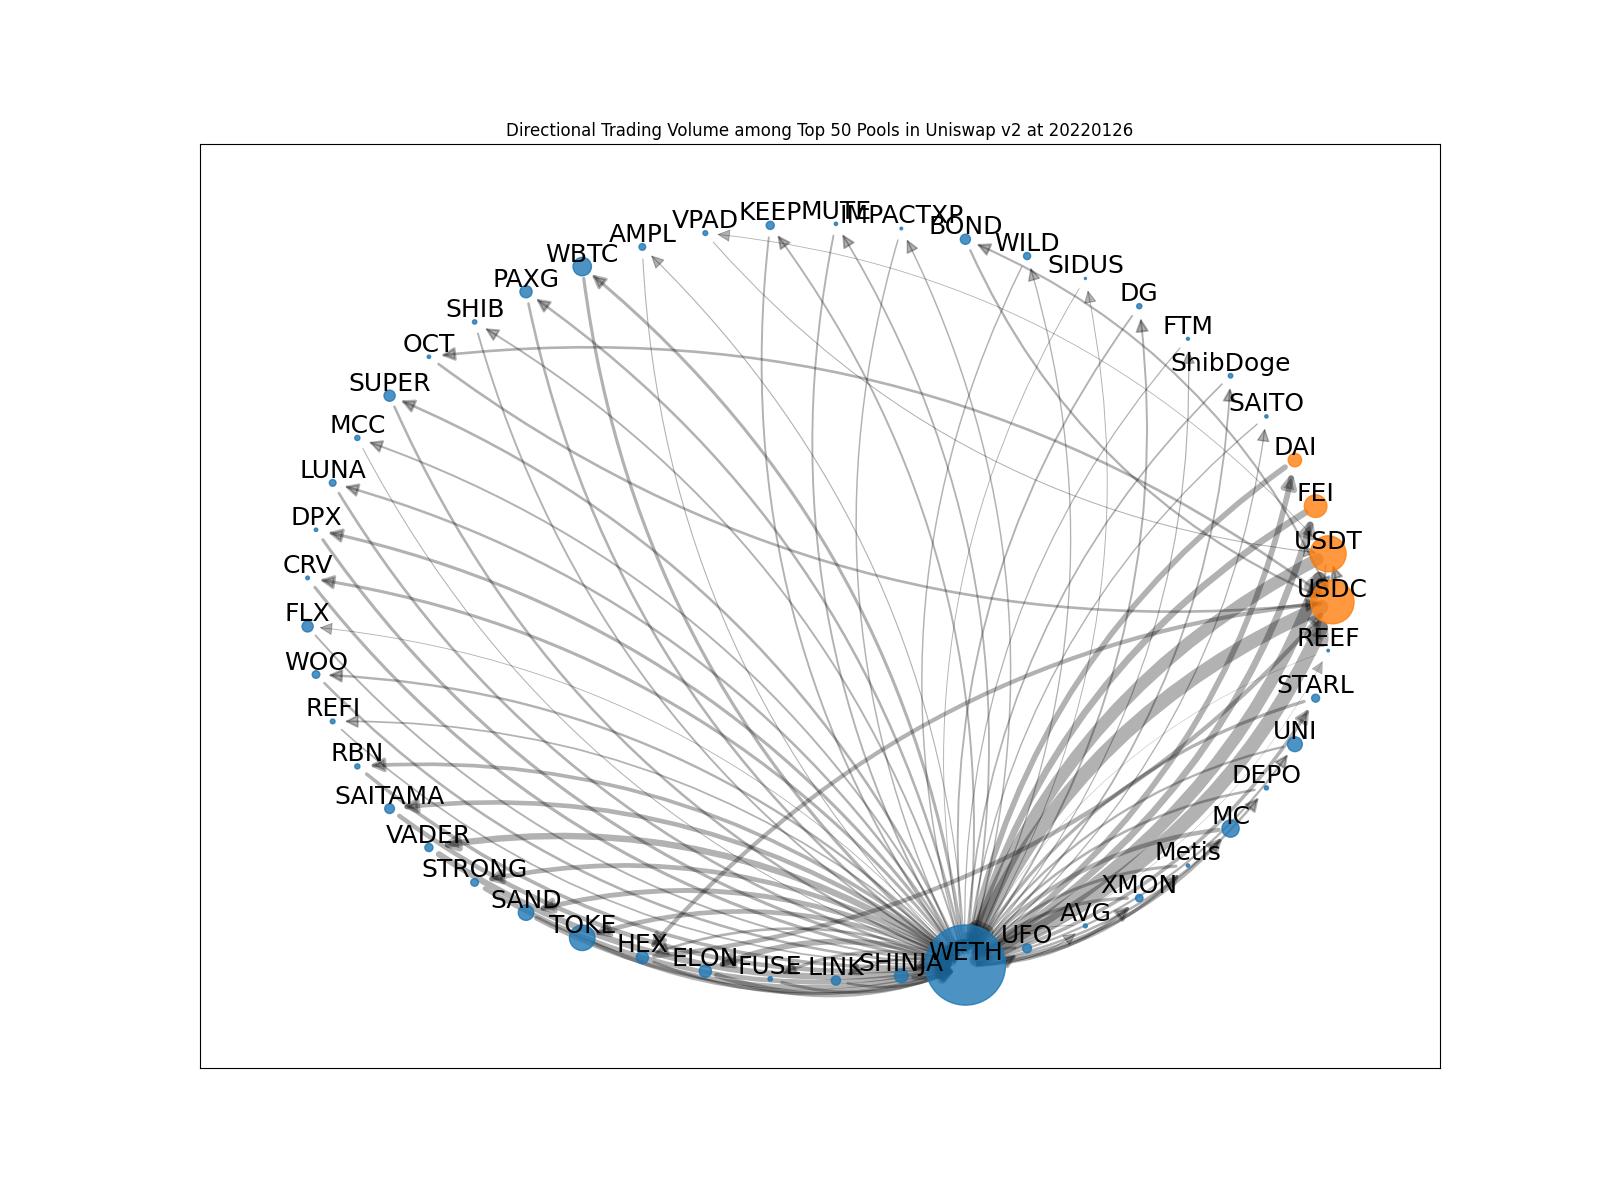 Directional Trading Volume among Top 50 Pools in Uniswap v2 at 20220126
KEEP
MUTE
IMPACTXP
VPAD
BOND
AMPL
WILD
WBTC
SIDUS
PAXG
DG
SHIB
FTM
OCT
ShibDoge
SUPER
SAITO
MCC
DAI
LUNA
FEI
DPX
USDT
CRV
USDC
FLX
REEF
WOO
STARL
REFI
UNI
RBN
DEPO
SAITAMA
MC
VADER
Metis
STRONG
XMON
SAND
AVG
TOKE
UFO
HEX
WETH
ELON
FUSE
LINK
SHINJA